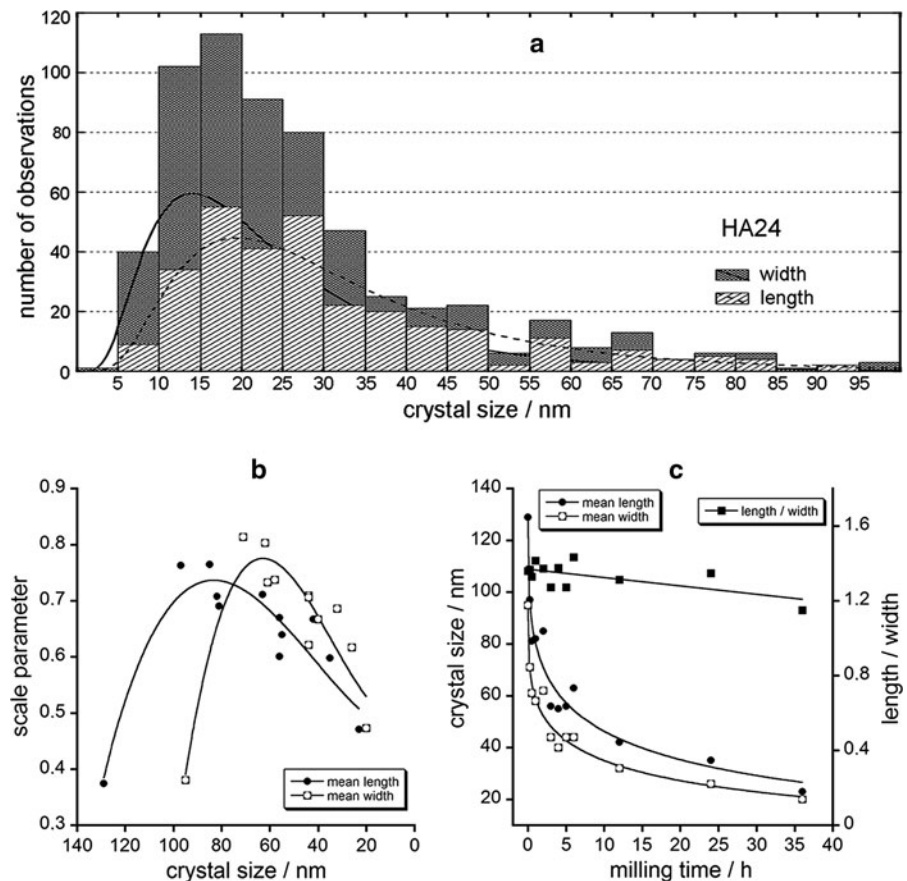 a
120
100
80
60
40
20
0
number of observations
HA24
width
length
5 10 15 20 25 30 35 40 45 50 55 60 65 70 75 80 85 90 95
crystal size / nm
b
0.9
0.8
0.7
0.6
0.5
0.4
0.3
scale parameter
mean length
mean width
140 120 100 80 60 40 20 0
crystal size / nm
c
140
120
100
80
60
40
20
crystal size / nm
mean length
mean width
length / width
1.6
1.2
0.8
0.4
0
length / width
0 5 10 15 20 25 30 35 40
milling time / h